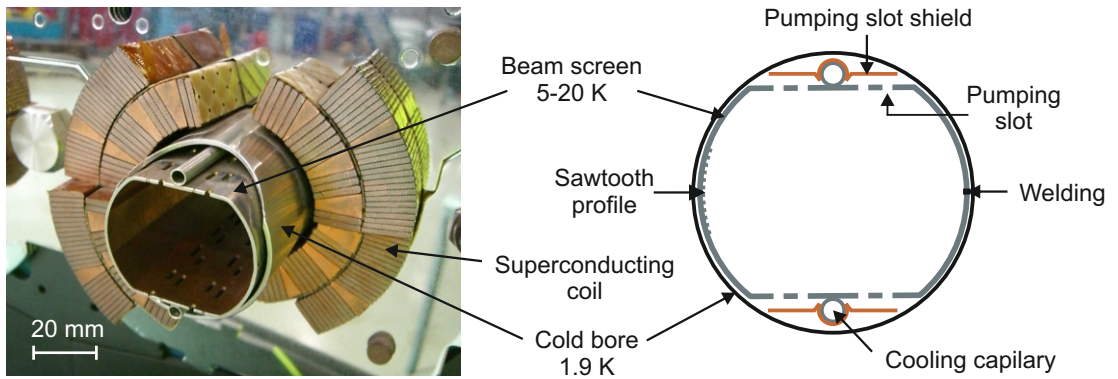 Pumping slot shield
Beam screen
5-20 K
Pumping
slot
Sawtooth
profile
Welding
Superconducting
coil
20 mm
Cold bore
1.9 K
Cooling capilary